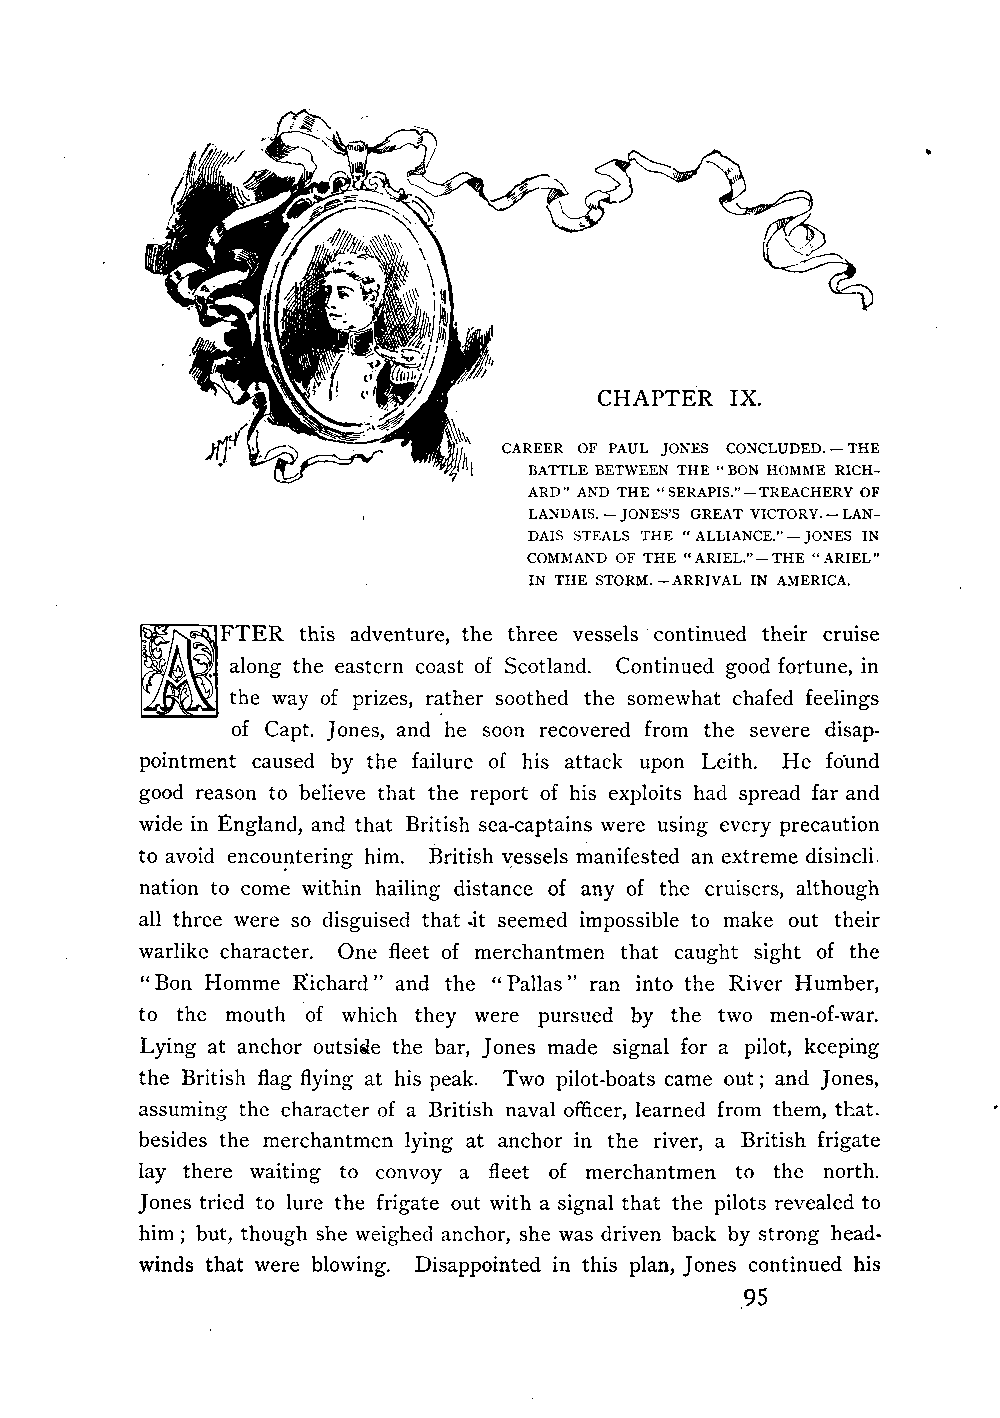 CHAPTER IX.
CAREER OF PAUL JONES CONCLUDED. — THE
BATTLE BETWEEN THE "BON HOMME RICH-
ARD" AND THE "SERAPIS." — TREACHERY OF
LANDAIS. — JONES'S GREAT VICTORY. — LAN-
DAIS STEALS THE "ALLIANCE." — JONES IN
COMMAND OF THE "ARIEL." — THE "ARIEL"
IN THE STORM. — ARRIVAL IN AMERICA.
AFTER this adventure, the three vessels continued their cruise
along the eastern coast of Scotland. Continued good fortune, in
the way of prizes, rather soothed the somewhat chafed feelings
of Capt. Jones, and he soon recovered from the severe disap-
pointment caused by the failure of his attack upon Leith. He found
good reason to believe that the report of his exploits had spread far and
wide in England, and that British sea-captains were using every precaution
to avoid encountering him. British vessels manifested an extreme disincli-
nation to come within hailing distance of any of the cruisers, although
all three were so disguised that it seemed impossible to make out their
warlike character. One fleet of merchantmen that caught sight of the
"Bon Homme Richard" and the "Pallas" ran into the River Humber,
to the mouth of which they were pursued by the two men-of-war.
Lying at anchor outside the bar, Jones made signal for a pilot, keeping
the British flag flying at his peak. Two pilot-boats came out; and Jones,
assuming the character of a British naval officer, learned from them, that,
besides the merchantmen lying at anchor in the river, a British frigate
lay there waiting to convoy a fleet of merchantmen to the north.
Jones tried to lure the frigate out with a signal that the pilots revealed to
him; but, though she weighed anchor, she was driven back by strong head-
winds that were blowing. Disappointed in this plan, Jones continued his
95